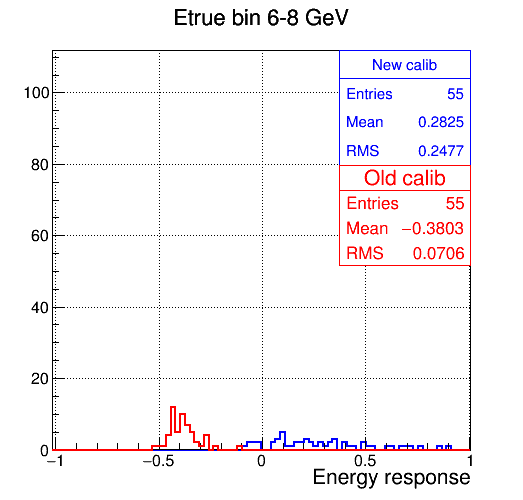 Etrue bin 6-8 GeV
New calib
Entries 55
Mean 0.2825
RMS 0.2477
Old calib
Entries 55
Mean −0.3803
RMS 0.0706
100
80
60
40
20
0
−1 −0.5 0 0.5 1
Energy response